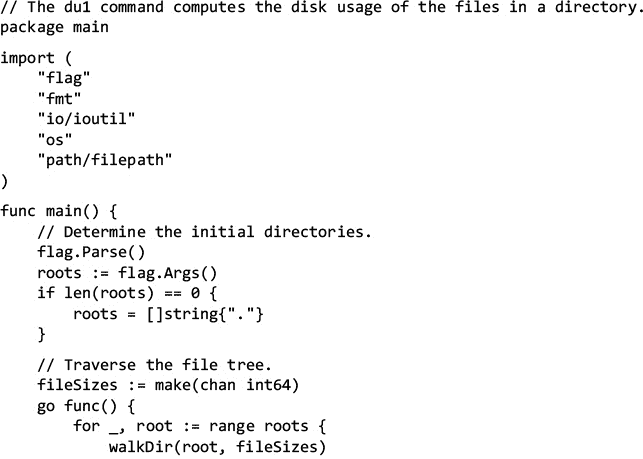 // The du1 command computes the disk usage of the files in a directory.
package main
import (
    "flag"
    "fmt"
    "io/ioutil"
    "os"
    "path/filepath"
)
func main() {
    // Determine the initial directories.
    flag.Parse()
    roots := flag.Args()
    if len(roots) == 0 {
        roots = []string{"."}
    }
    // Traverse the file tree.
    fileSizes := make(chan int64)
    go func() {
        for _, root := range roots {
            walkDir(root, fileSizes)